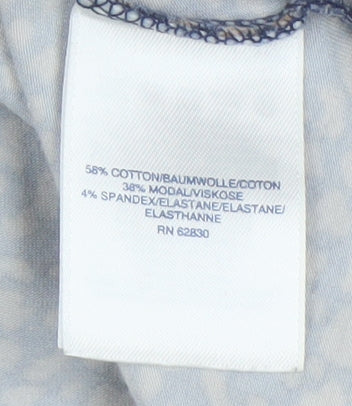 58% COTTON/BAUMWOLLE/COTON
38% MODAL/VISKOSE
4% SPANDEX/ELASTANE/ELASTANE/
ELASTHANNE
RN 62830